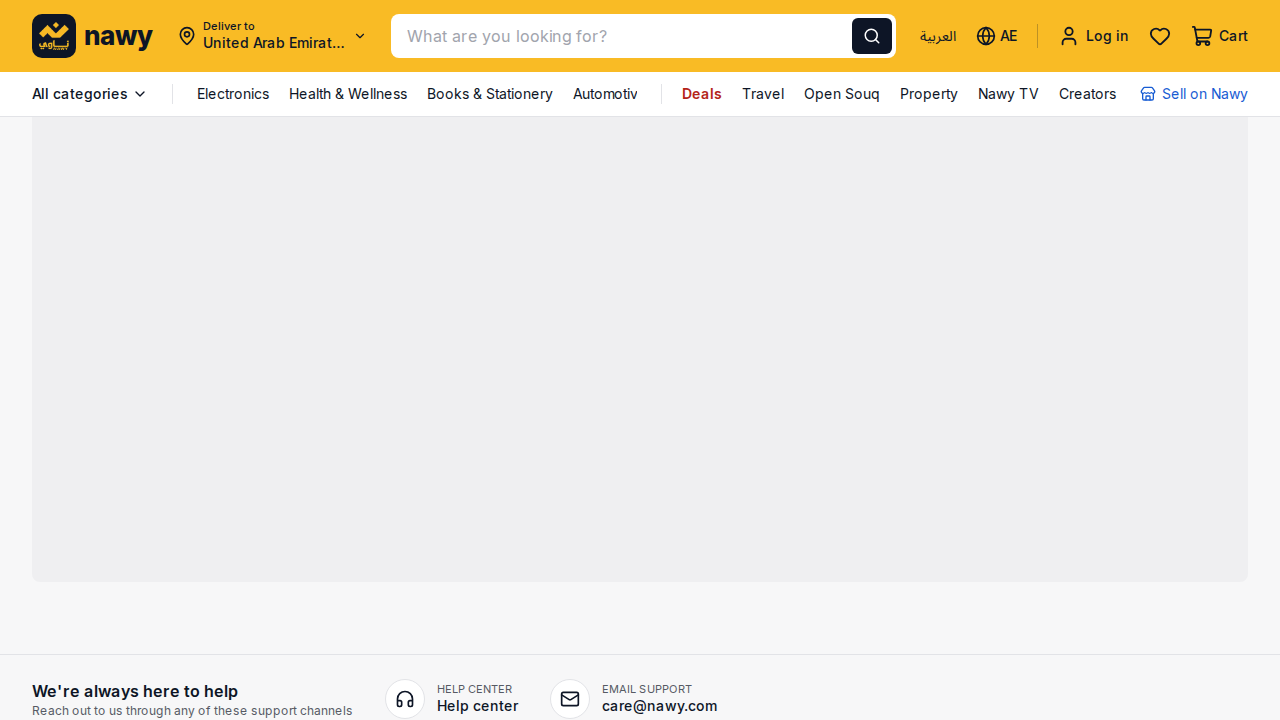 نـاوي
NAWY
nawy
Deliver to
United Arab Emirat...
What are you looking for?
العربية
AE
Log in
Cart
All categories
Electronics
Health & Wellness
Books & Stationery
Automotiv
Deals
Travel
Open Souq
Property
Nawy TV
Creators
Sell on Nawy
We're always here to help
Reach out to us through any of these support channels
HELP CENTER
Help center
EMAIL SUPPORT
care@nawy.com